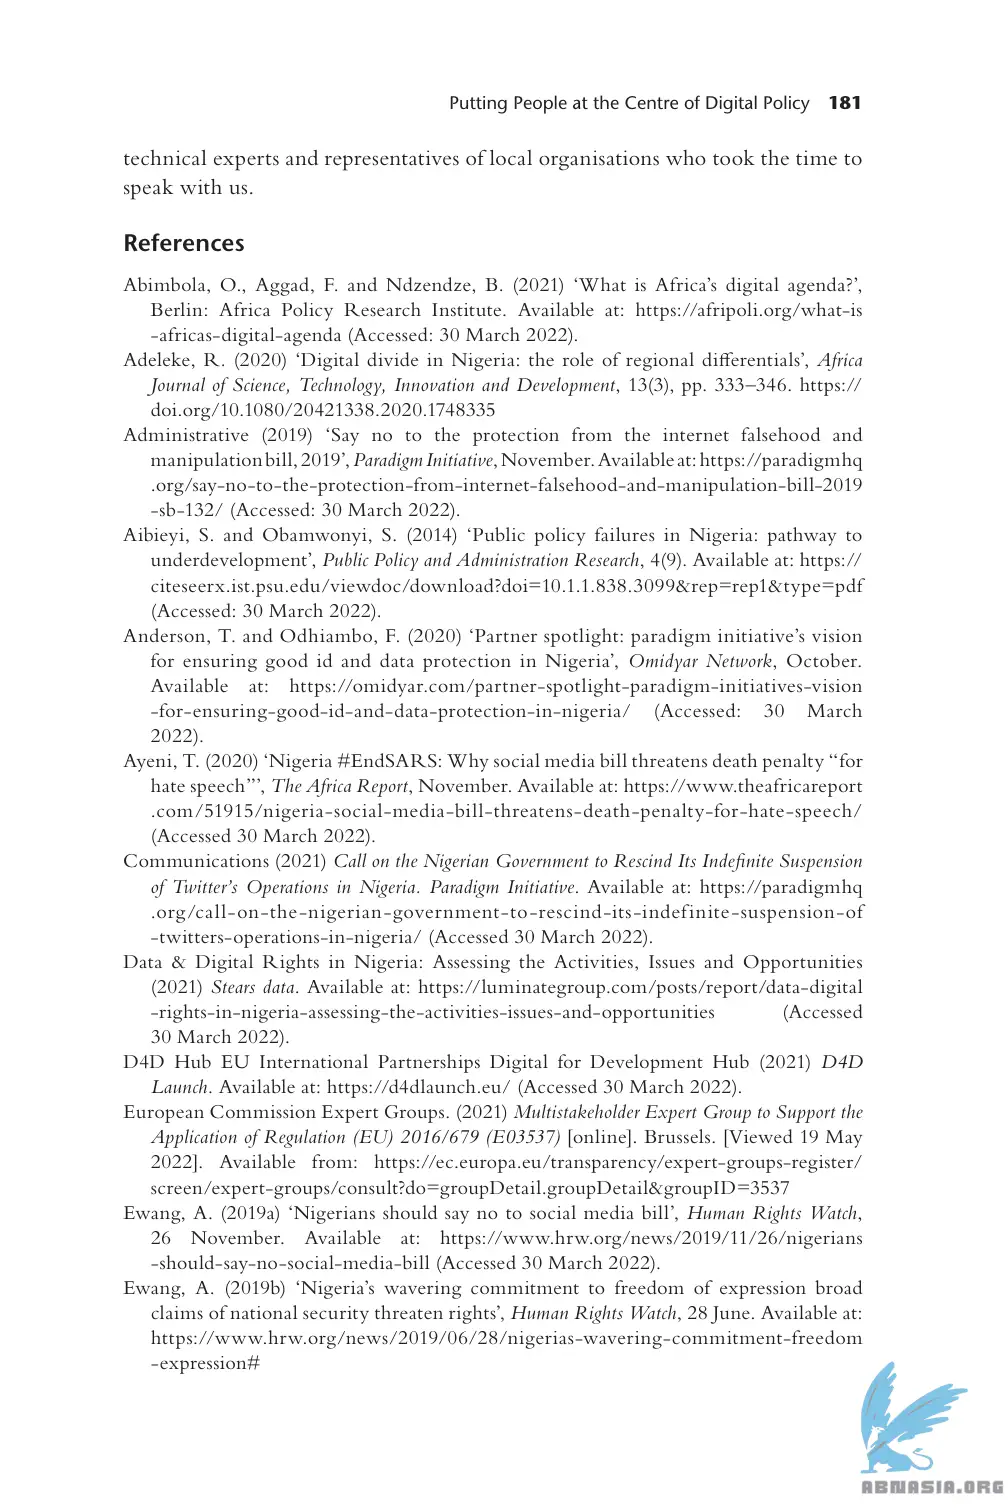 Putting People at the Centre of Digital Policy 181
technical experts and representatives of local organisations who took the time to
speak with us.
References
Abimbola, O., Aggad, F. and Ndzendze, B. (2021) ‘What is Africa’s digital agenda?’,
Berlin: Africa Policy Research Institute. Available at: https://afripoli.org/what-is
-africas-digital-agenda (Accessed: 30 March 2022).
Adeleke, R. (2020) ‘Digital divide in Nigeria: the role of regional differentials’, Africa
Journal of Science, Technology, Innovation and Development, 13(3), pp. 333–346. https://
doi.org/10.1080/20421338.2020.1748335
Administrative (2019) ‘Say no to the protection from the internet falsehood and
manipulation bill, 2019’, Paradigm Initiative, November. Available at: https://paradigmhq
.org/say-no-to-the-protection-from-internet-falsehood-and-manipulation-bill-2019
-sb-132/ (Accessed: 30 March 2022).
Aibieyi, S. and Obamwonyi, S. (2014) ‘Public policy failures in Nigeria: pathway to
underdevelopment’, Public Policy and Administration Research, 4(9). Available at: https://
citeseerx.ist.psu.edu/viewdoc/download?doi=10.1.1.838.3099&rep=rep1&type=pdf
(Accessed: 30 March 2022).
Anderson, T. and Odhiambo, F. (2020) ‘Partner spotlight: paradigm initiative’s vision
for ensuring good id and data protection in Nigeria’, Omidyar Network, October.
Available at: https://omidyar.com/partner-spotlight-paradigm-initiatives-vision
-for-ensuring-good-id-and-data-protection-in-nigeria/ (Accessed: 30 March
2022).
Ayeni, T. (2020) ‘Nigeria #EndSARS: Why social media bill threatens death penalty “for
hate speech”’, The Africa Report, November. Available at: https://www.theafricareport
.com/51915/nigeria-social-media-bill-threatens-death-penalty-for-hate-speech/
(Accessed 30 March 2022).
Communications (2021) Call on the Nigerian Government to Rescind Its Indefinite Suspension
of Twitter’s Operations in Nigeria. Paradigm Initiative. Available at: https://paradigmhq
.org/call-on-the-nigerian-government-to-rescind-its-indefinite-suspension-of
-twitters-operations-in-nigeria/ (Accessed 30 March 2022).
Data & Digital Rights in Nigeria: Assessing the Activities, Issues and Opportunities
(2021) Stears data. Available at: https://luminategroup.com/posts/report/data-digital
-rights-in-nigeria-assessing-the-activities-issues-and-opportunities (Accessed
30 March 2022).
D4D Hub EU International Partnerships Digital for Development Hub (2021) D4D
Launch. Available at: https://d4dlaunch.eu/ (Accessed 30 March 2022).
European Commission Expert Groups. (2021) Multistakeholder Expert Group to Support the
Application of Regulation (EU) 2016/679 (E03537) [online]. Brussels. [Viewed 19 May
2022]. Available from: https://ec.europa.eu/transparency/expert-groups-register/
screen/expert-groups/consult?do=groupDetail.groupDetail&groupID=3537
Ewang, A. (2019a) ‘Nigerians should say no to social media bill’, Human Rights Watch,
26 November. Available at: https://www.hrw.org/news/2019/11/26/nigerians
-should-say-no-social-media-bill (Accessed 30 March 2022).
Ewang, A. (2019b) ‘Nigeria’s wavering commitment to freedom of expression broad
claims of national security threaten rights’, Human Rights Watch, 28 June. Available at:
https://www.hrw.org/news/2019/06/28/nigerias-wavering-commitment-freedom
-expression#
ABNASIA.ORG